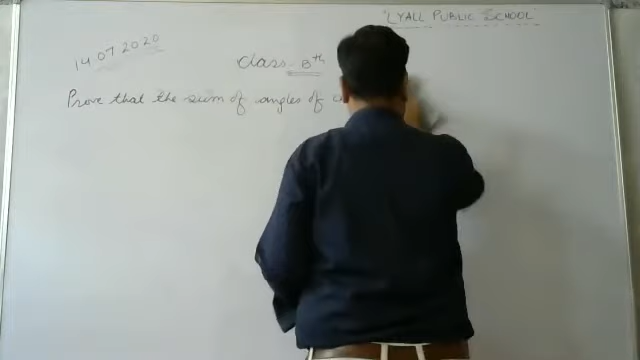 "LYALL PUBLIC SCHOOL"
14.07.2020
Class - 8th
Prove that the sum of angles of a